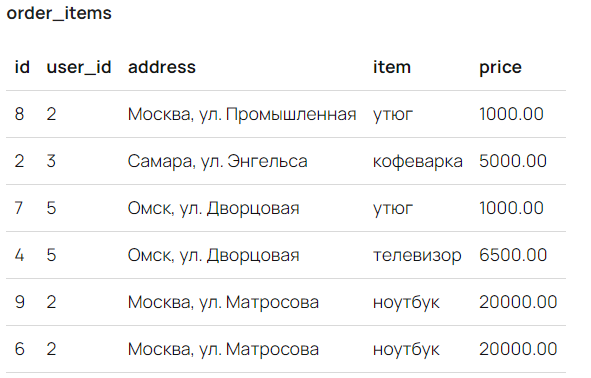 order_items
id user_id address item price
8 2 Москва, ул. Промышленная утюг 1000.00
2 3 Самара, ул. Энгельса кофеварка 5000.00
7 5 Омск, ул. Дворцовая утюг 1000.00
4 5 Омск, ул. Дворцовая телевизор 6500.00
9 2 Москва, ул. Матросова ноутбук 20000.00
6 2 Москва, ул. Матросова ноутбук 20000.00